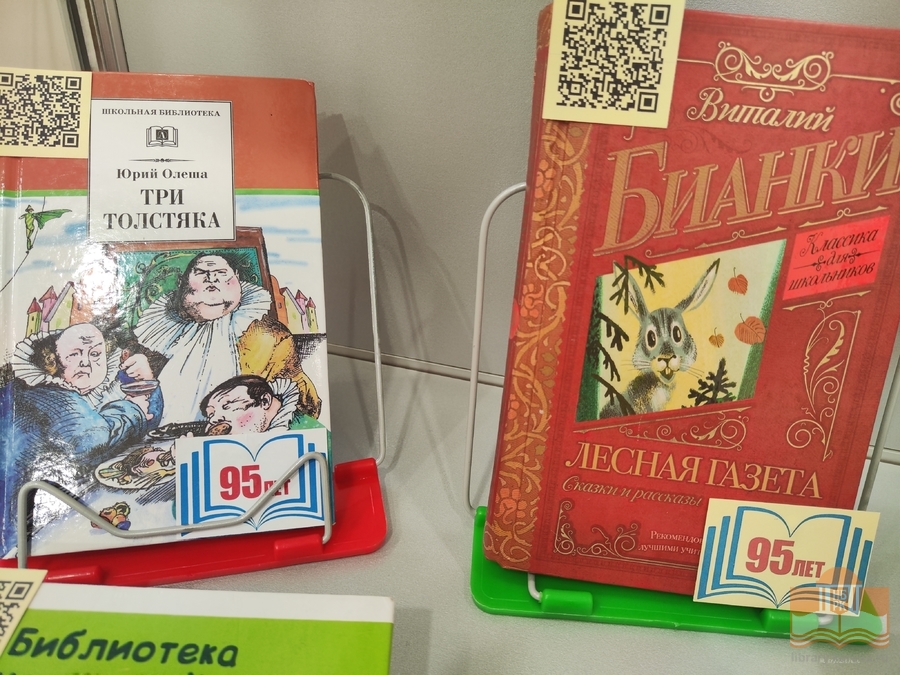 ШКОЛЬНАЯ БИБЛИОТЕКА
Юрий Олеша
ТРИ
ТОЛСТЯКА
95 ЛЕТ
Виталий
БИАНКИ
Классика
для
школьников
ЛЕСНАЯ ГАЗЕТА
Сказки и рассказы
ЛУЧШИМИ
95 ЛЕТ
Библиотека